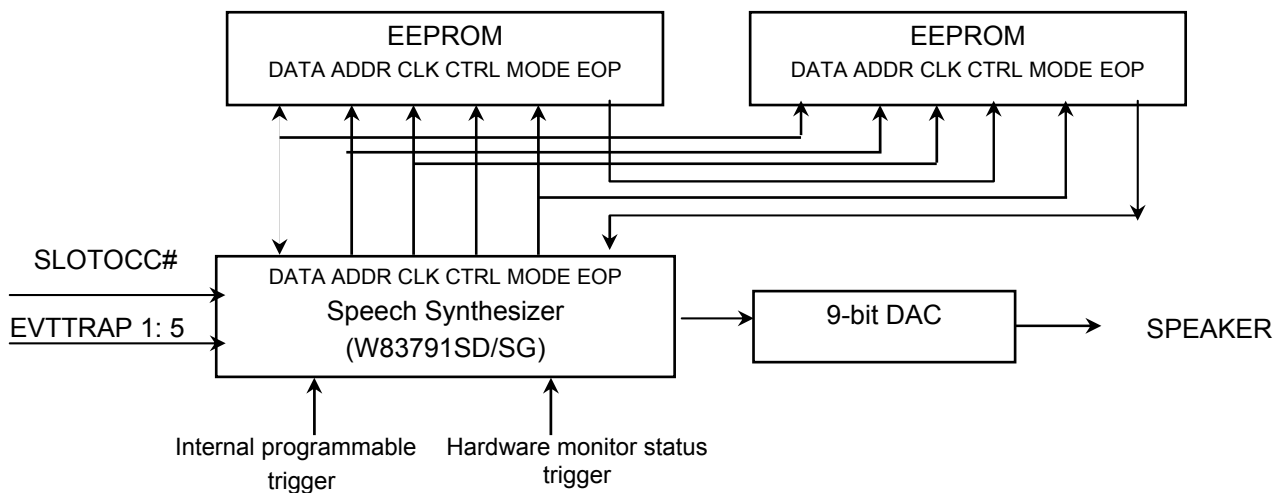 EEPROM
DATA ADDR CLK CTRL MODE EOP
EEPROM
DATA ADDR CLK CTRL MODE EOP
SLOTOCC#
EVTTRAP 1: 5
DATA ADDR CLK CTRL MODE EOP
Speech Synthesizer
(W83791SD/SG)
9-bit DAC
SPEAKER
Internal programmable
trigger
Hardware monitor status
trigger